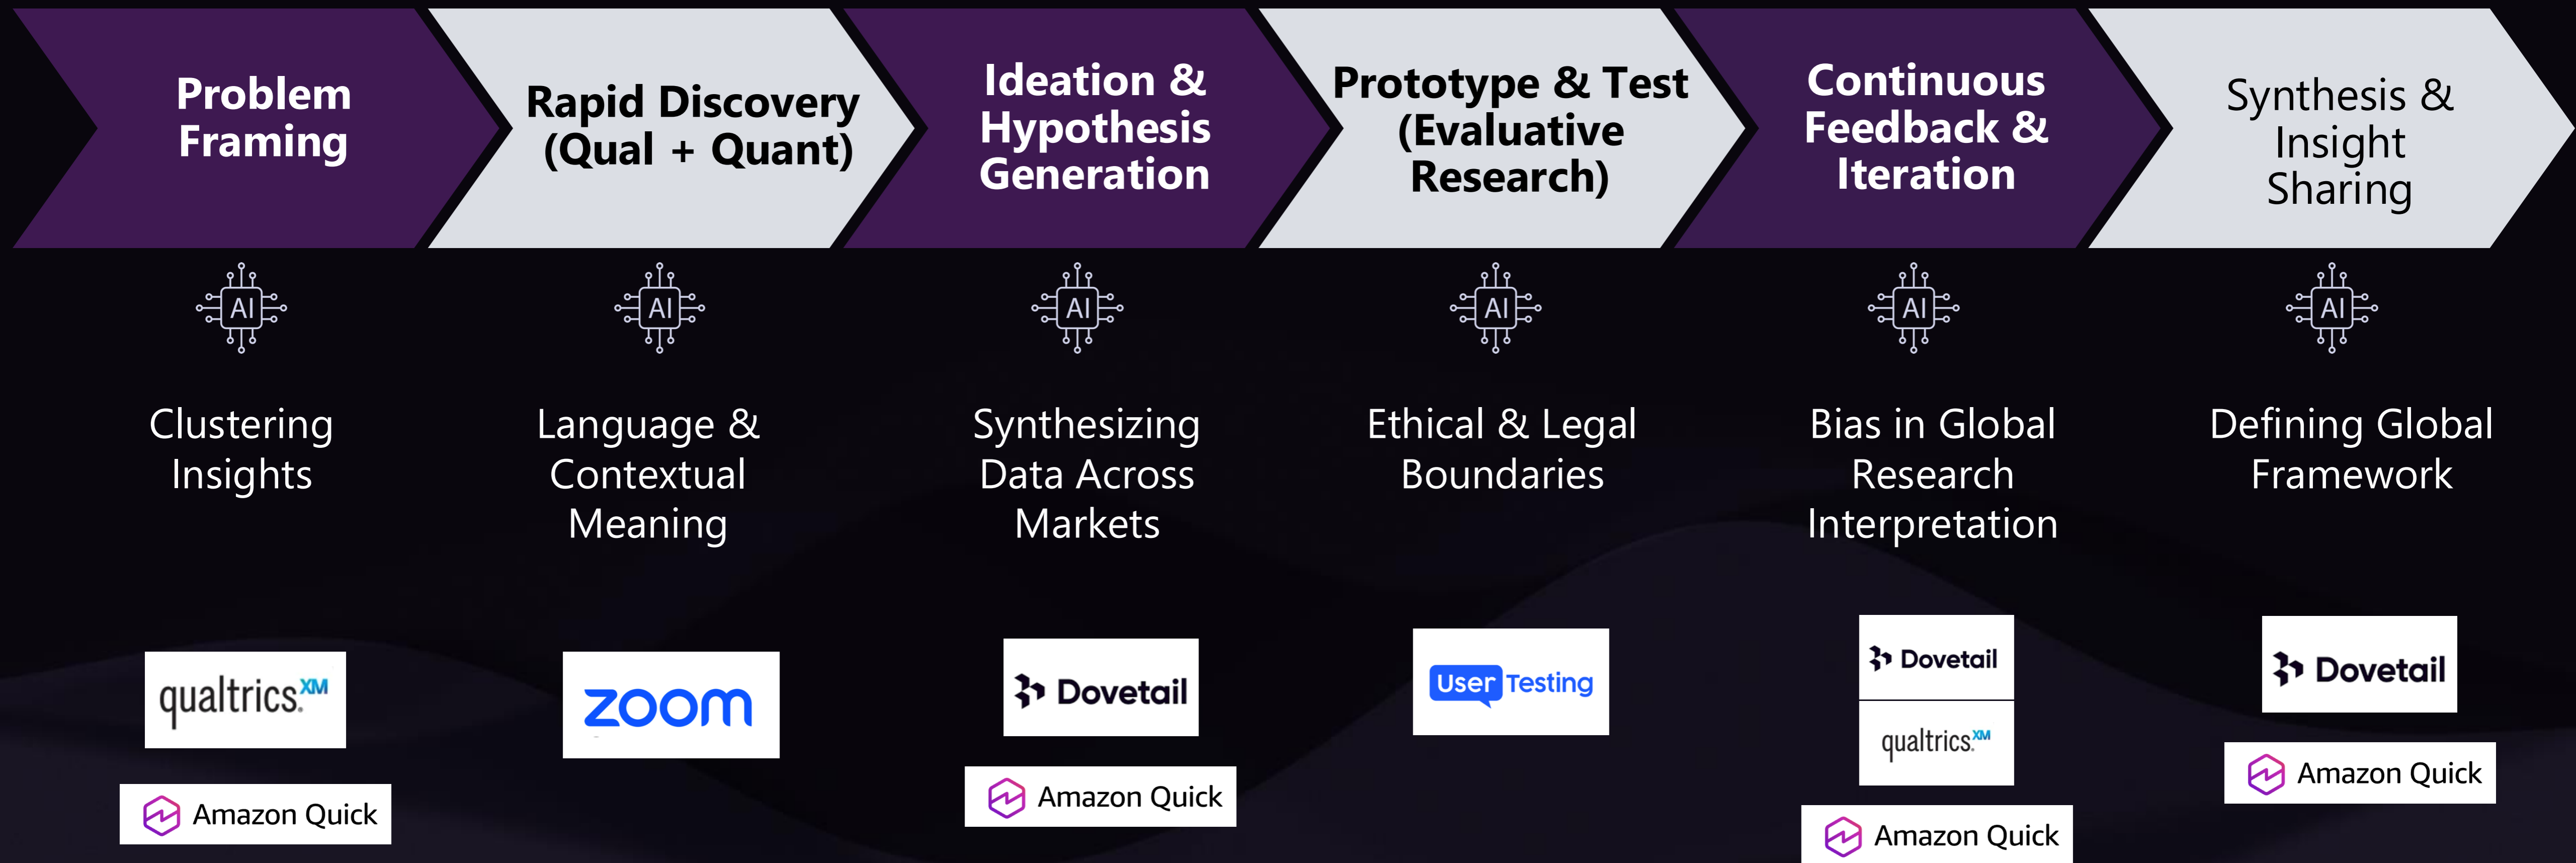 Problem
Framing
Rapid Discovery
(Qual + Quant)
Ideation &
Hypothesis
Generation
Prototype & Test
(Evaluative
Research)
Continuous
Feedback &
Iteration
Synthesis &
Insight
Sharing
AI
AI
AI
AI
AI
AI
Clustering
Insights
Language &
Contextual
Meaning
Synthesizing
Data Across
Markets
Ethical & Legal
Boundaries
Bias in Global
Research
Interpretation
Defining Global
Framework
qualtrics.XM
Amazon Quick
zoom
Dovetail
Amazon Quick
User Testing
Dovetail
qualtrics.XM
Amazon Quick
Dovetail
Amazon Quick